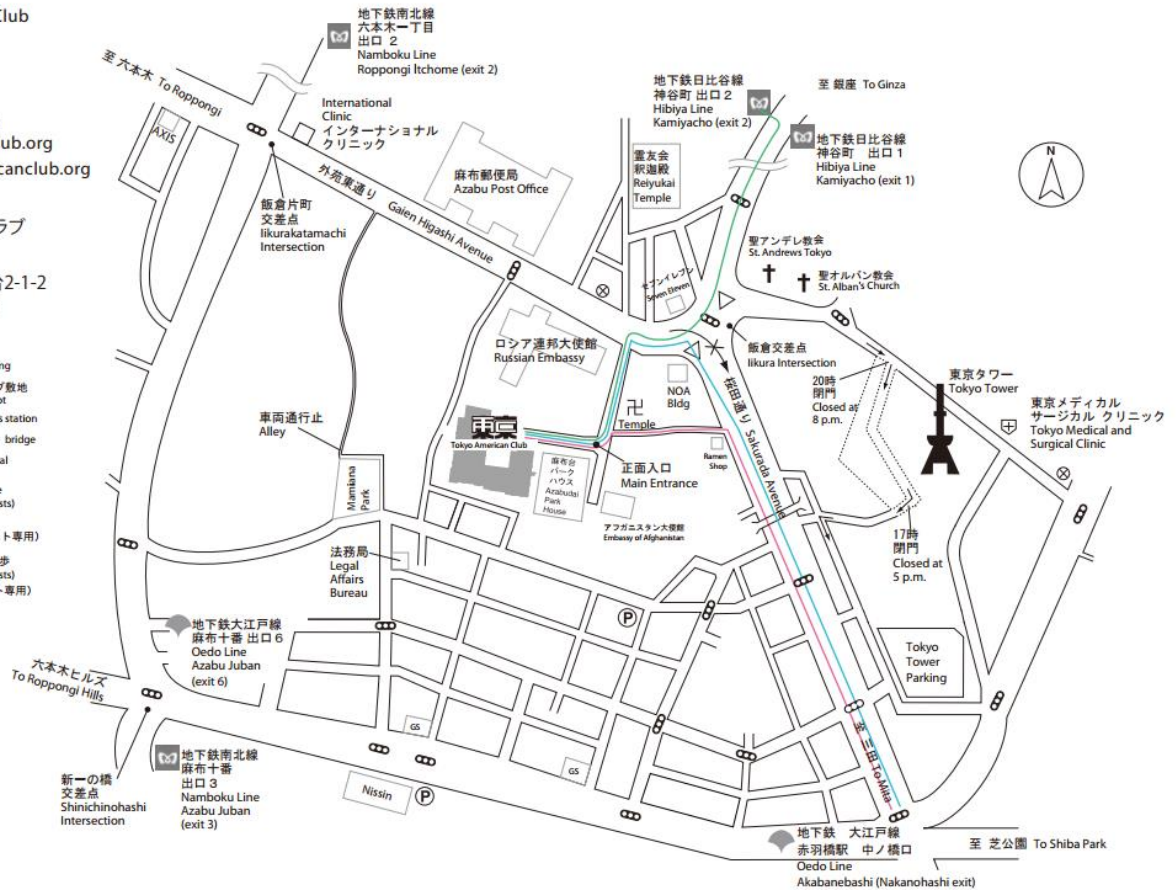 Club
ub.org
canclub.org
ラブ
台2-1-2
ng
ブ敷地
ot
s station
bridge
al
e
sts)
ト専用）
歩
sts)
ト専用）
地下鉄南北線
六本木一丁目
出口 2
Namboku Line
Roppongi Itchome (exit 2)
至 六本木 To Roppongi
AXIS
International
Clinic
インターナショナル
クリニック
飯倉片町
交差点
Iikurakatamachi
Intersection
外苑東通り Gaien Higashi Avenue
麻布郵便局
Azabu Post Office
霊友会
釈迦殿
Reiyukai
Temple
地下鉄日比谷線
神谷町 出口 2
Hibiya Line
Kamiyacho (exit 2)
至 銀座 To Ginza
地下鉄日比谷線
神谷町 出口 1
Hibiya Line
Kamiyacho (exit 1)
N
聖アンデレ教会
St. Andrews Tokyo
聖オルバン教会
St. Alban's Church
セブンイレブン
Seven Eleven
飯倉交差点
Iikura Intersection
ロシア連邦大使館
Russian Embassy
NOA
Bldg
Temple
桜田通り Sakurada Avenue
20時
閉門
Closed at
8 p.m.
東京タワー
Tokyo Tower
東京メディカル
サージカル クリニック
Tokyo Medical and
Surgical Clinic
車両通行止
Alley
東京
Tokyo American Club
Ramen
Shop
正面入口
Main Entrance
麻布台
パーク
ハウス
Azabudai
Park
House
Mamiana
Park
アフガニスタン大使館
Embassy of Afghanistan
17時
閉門
Closed at
5 p.m.
法務局
Legal
Affairs
Bureau
P
地下鉄大江戸線
麻布十番 出口 6
Oedo Line
Azabu Juban
(exit 6)
Tokyo
Tower
Parking
六本木ヒルズ
To Roppongi Hills
GS
GS
至 三田 To Mita
新一の橋
交差点
Shinichinohashi
Intersection
地下鉄南北線
麻布十番
出口 3
Namboku Line
Azabu Juban
(exit 3)
Nissin
P
地下鉄 大江戸線
赤羽橋駅 中ノ橋口
Oedo Line
Akabanebashi (Nakanohashi exit)
至 芝公園 To Shiba Park